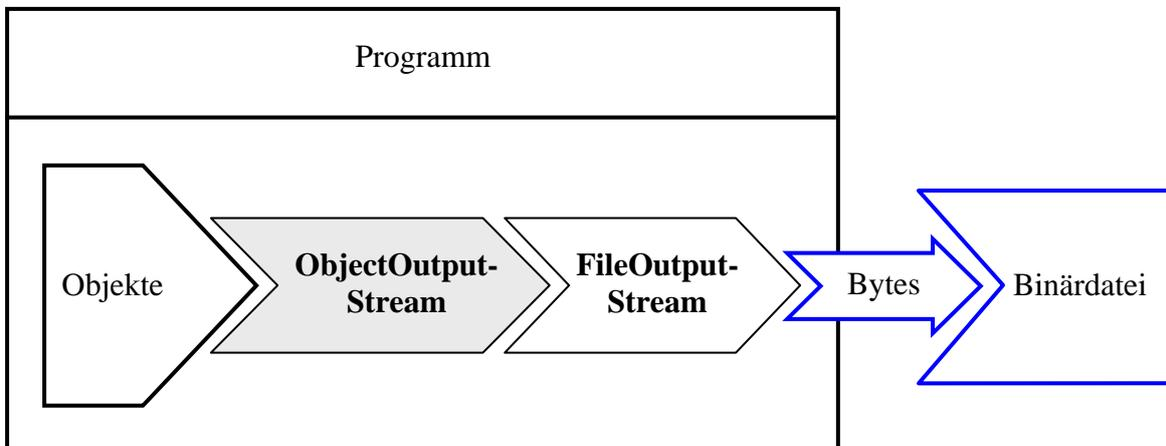 Programm
Objekte
ObjectOutput-
Stream
FileOutput-
Stream
Bytes
Binärdatei